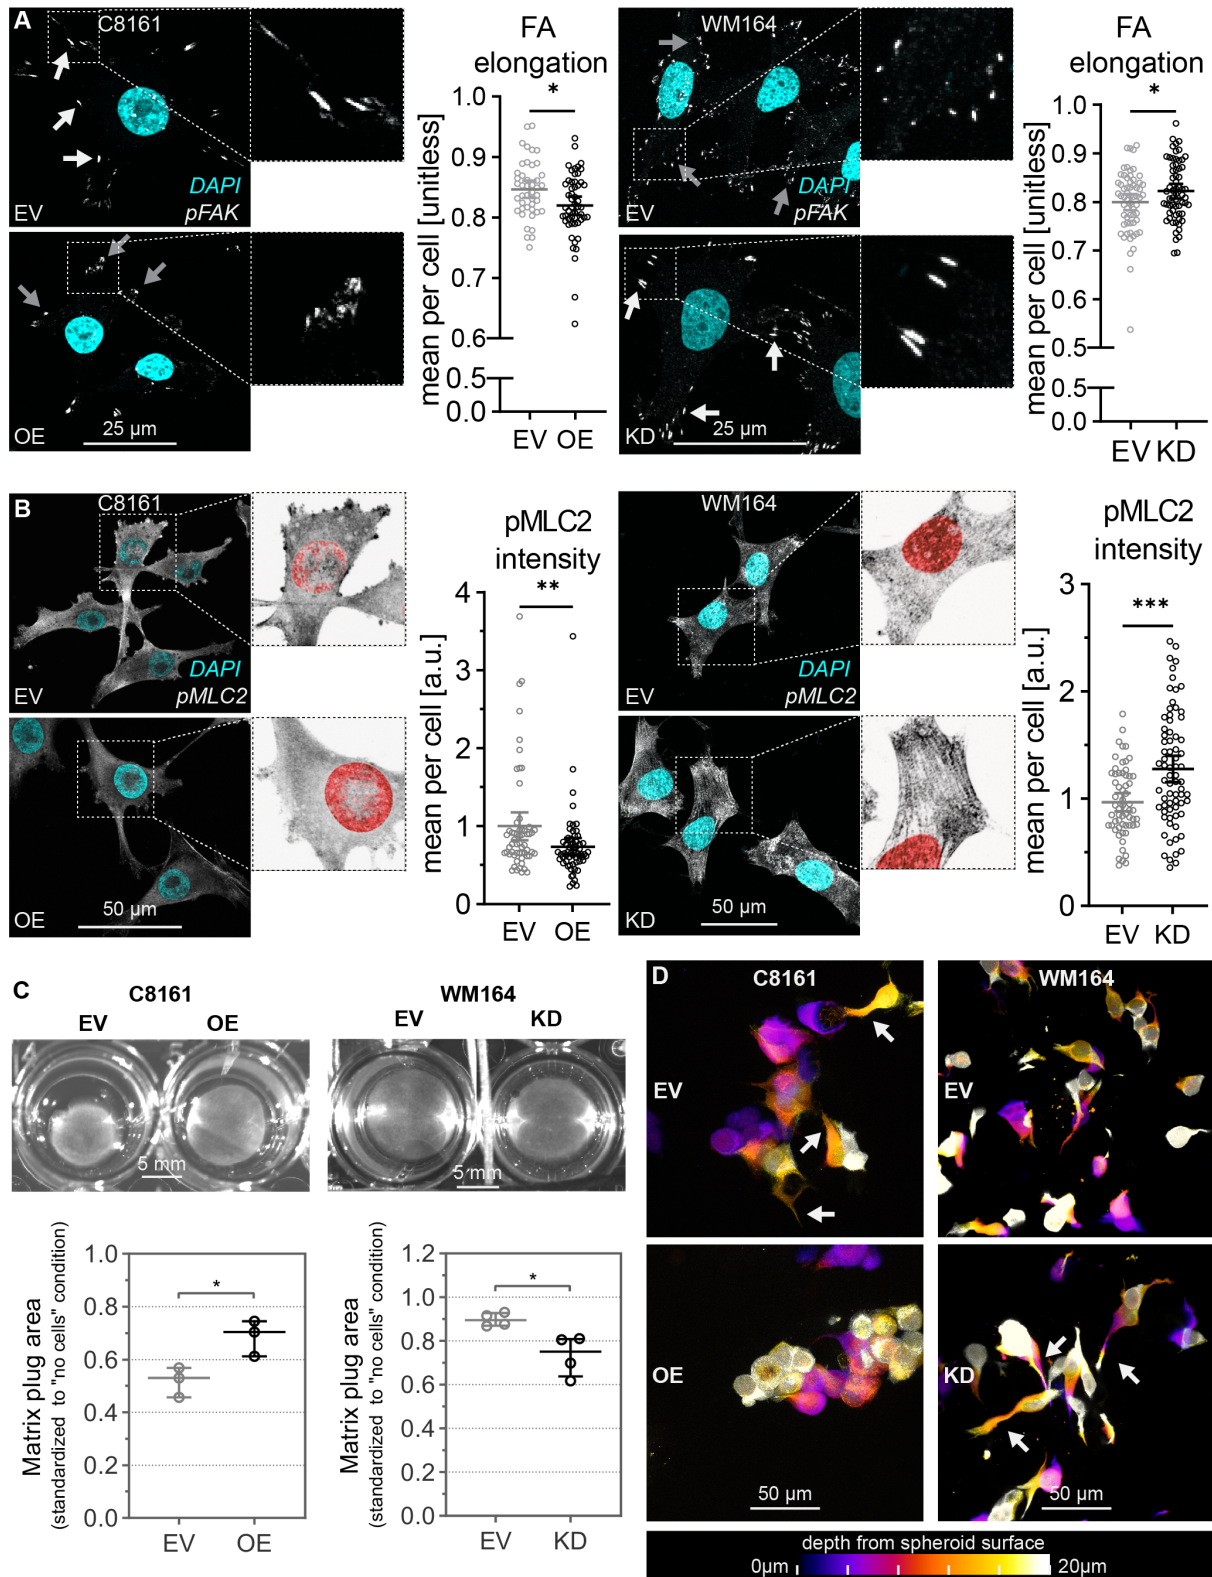 A
C8161
EV
DAPI
pFAK
OE
25 µm
FA
elongation
*
mean per cell [unitless]
1.0
0.9
0.8
0.7
0.6
0.5
0.0
EV OE
WM164
EV
DAPI
pFAK
KD
25 µm
FA
elongation
*
mean per cell [unitless]
1.0
0.9
0.8
0.7
0.6
0.5
0.5
0.0
EV KD
B
C8161
EV
DAPI
pMLC2
OE
50 µm
pMLC2
intensity
**
mean per cell [a.u.]
4
3
2
1
0
EV OE
WM164
EV
DAPI
pMLC2
KD
50 µm
pMLC2
intensity
***
mean per cell [a.u.]
3
2
1
0
EV KD
C
C8161
EV OE
5 mm
WM164
EV KD
5 mm
Matrix plug area
(standardized to "no cells" condition)
1.0
0.8
0.6
0.4
0.2
0.0
*
EV OE
Matrix plug area
(standardized to "no cells" condition)
1.2
1.0
0.8
0.6
0.4
0.2
0.0
*
EV KD
D
C8161
WM164
EV
EV
OE
50 µm
KD
50 µm
depth from spheroid surface
0µm
20µm